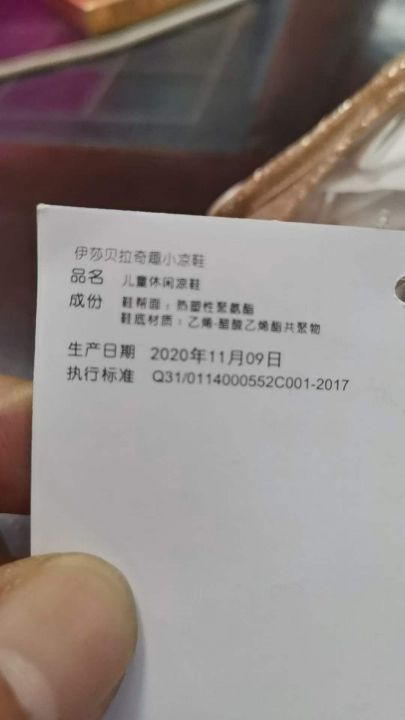 伊莎贝拉奇趣小凉鞋
品名 儿童休闲凉鞋
成份 鞋帮面：热塑性聚氨酯
鞋底材质：乙烯-醋酸乙烯酯共聚物
生产日期 2020年11月09日
执行标准 Q31/0114000552C001-2017